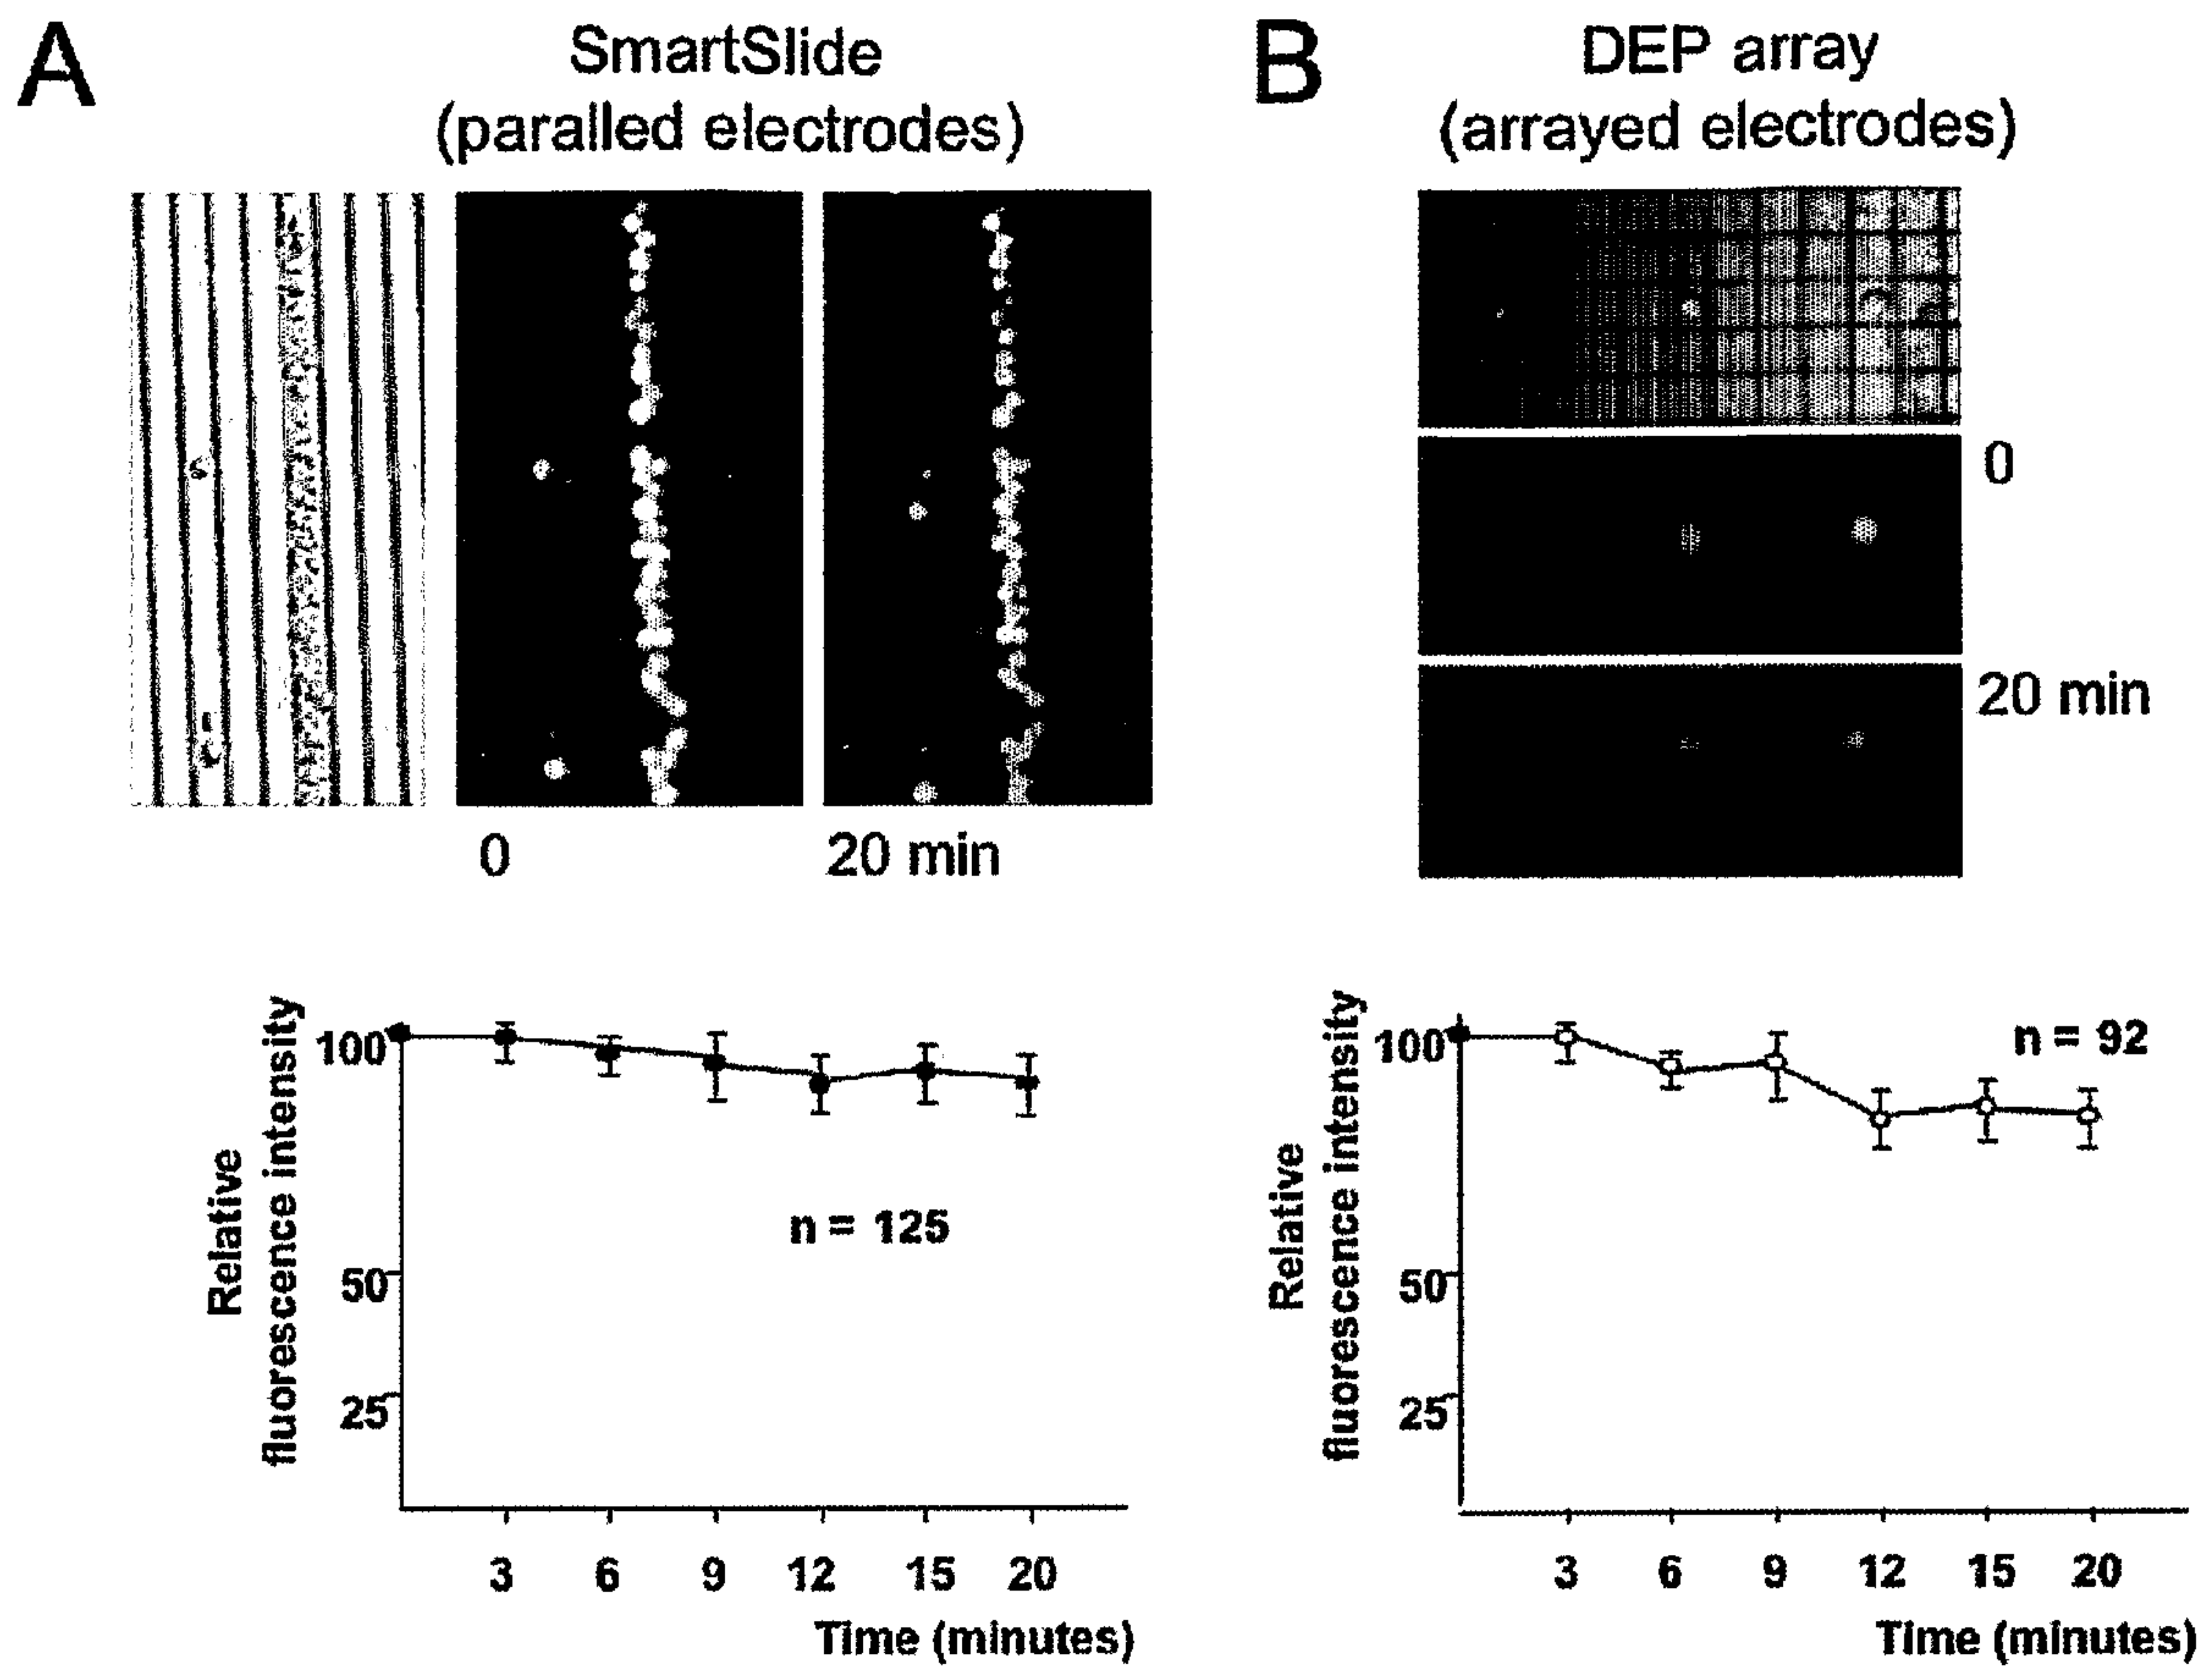 A
SmartSlide
(paralled electrodes)
0
20 min
Relative
fluorescence intensity
100
50
25
n = 125
3 6 9 12 15 20
Time (minutes)
B
DEP array
(arrayed electrodes)
0
20 min
Relative
fluorescence intensity
100
50
25
n = 92
3 6 9 12 15 20
Time (minutes)